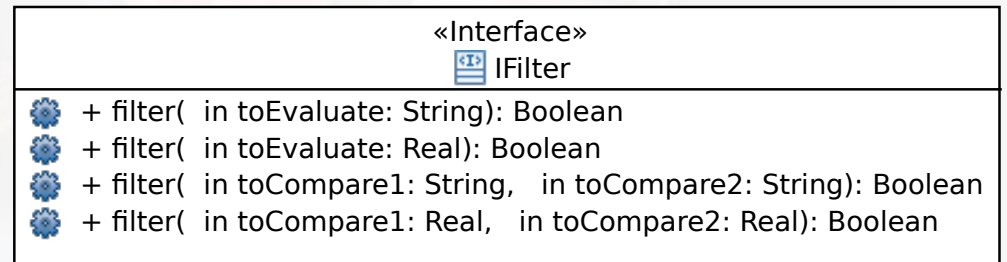 «Interface»
IFilter
+ filter( in toEvaluate: String): Boolean
+ filter( in toEvaluate: Real): Boolean
+ filter( in toCompare1: String, in toCompare2: String): Boolean
+ filter( in toCompare1: Real, in toCompare2: Real): Boolean